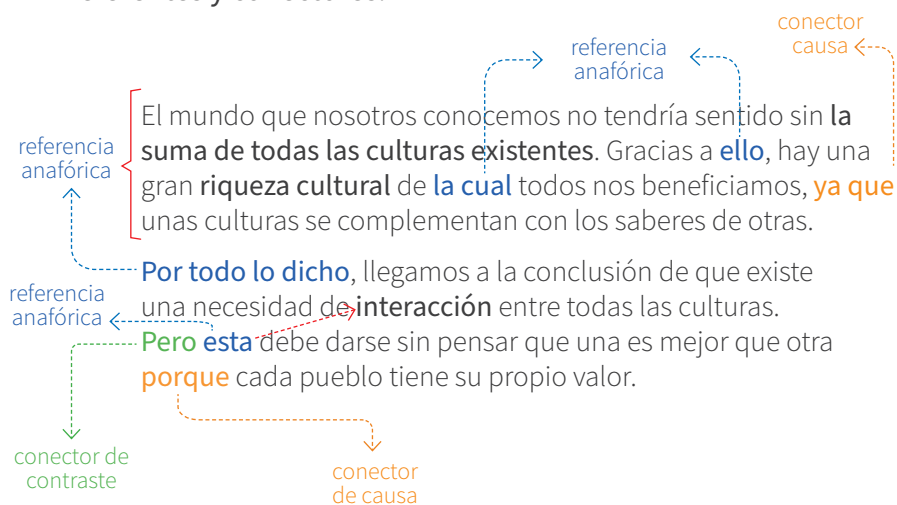 conector
causa
referencia
anafórica
El mundo que nosotros conocemos no tendría sentido sin la
suma de todas las culturas existentes. Gracias a ello, hay una
gran riqueza cultural de la cual todos nos beneficiamos, ya que
unas culturas se complementan con los saberes de otras.
referencia
anafórica
Por todo lo dicho, llegamos a la conclusión de que existe
una necesidad de interacción entre todas las culturas.
Pero esta debe darse sin pensar que una es mejor que otra
porque cada pueblo tiene su propio valor.
referencia
anafórica
conector de
contraste
conector
de causa